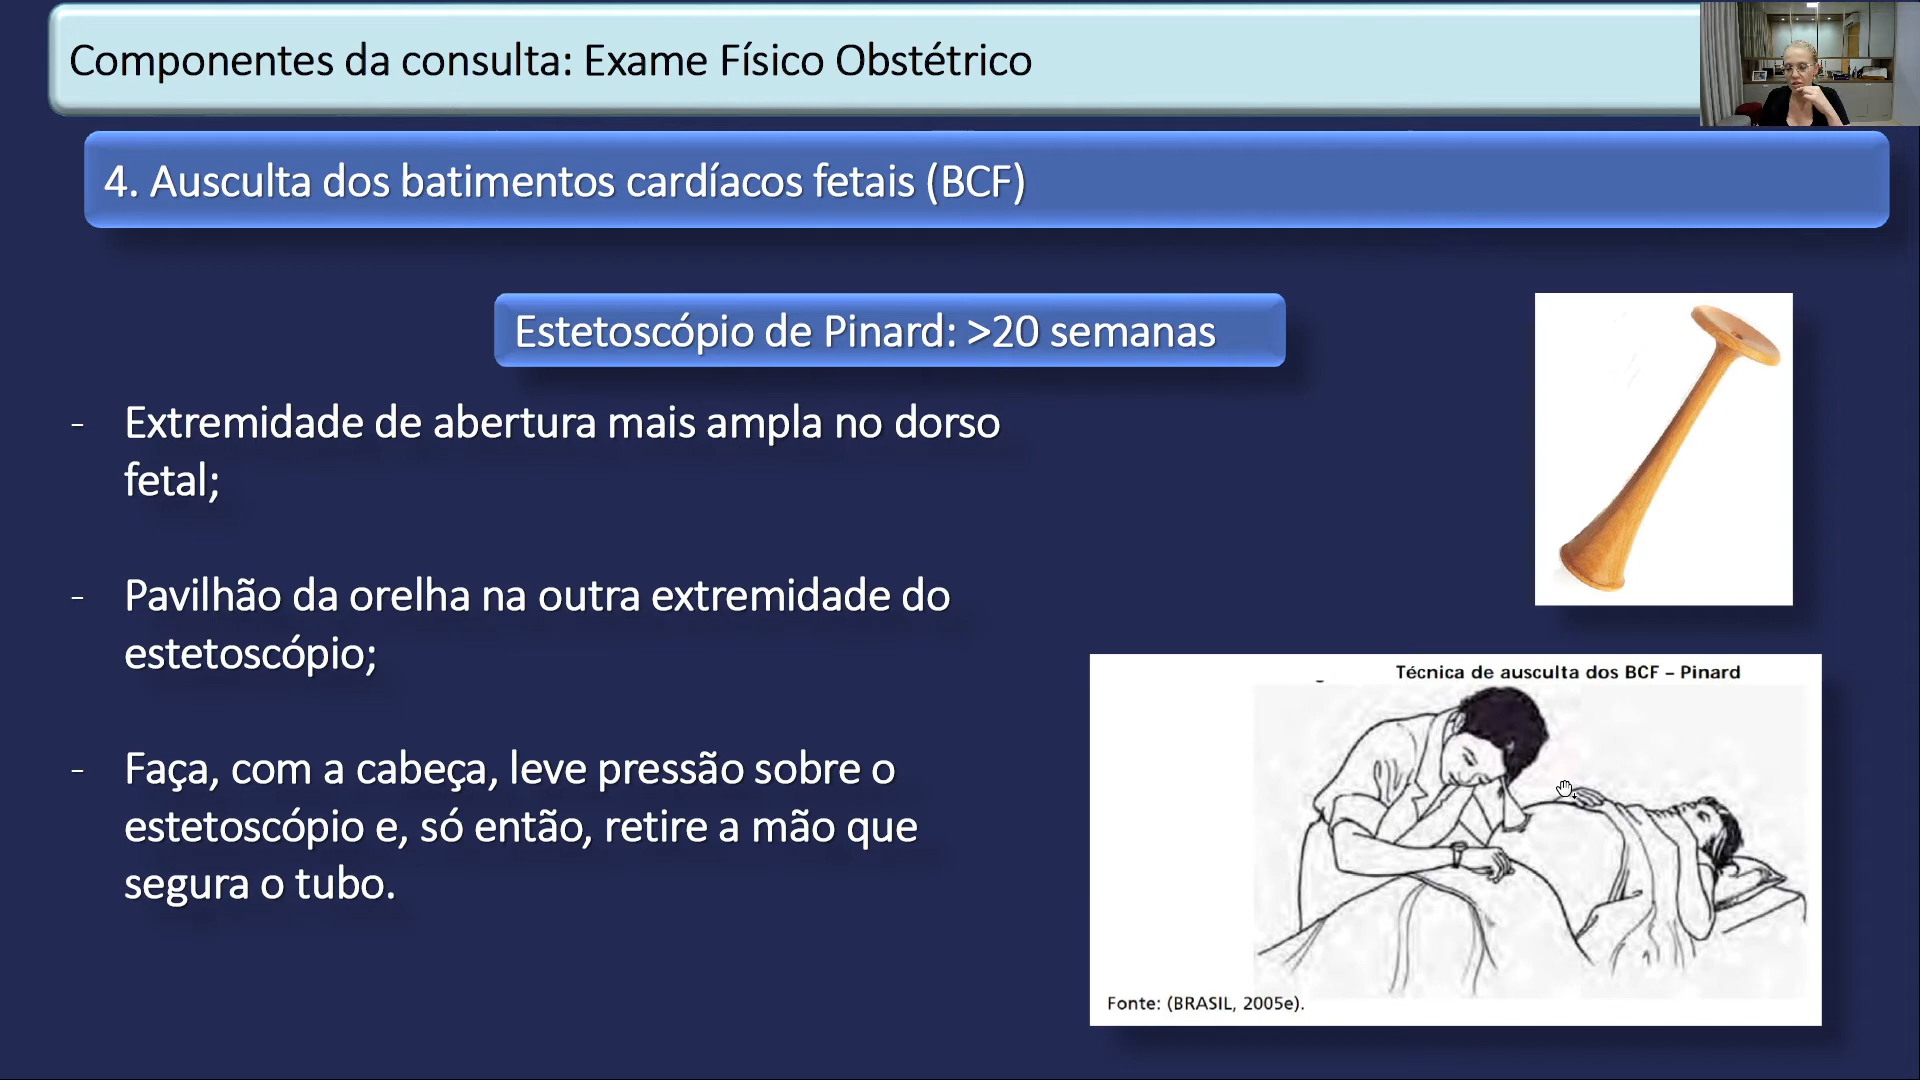 Componentes da consulta: Exame Físico Obstétrico
4. Ausculta dos batimentos cardíacos fetais (BCF)
Estetoscópio de Pinard: >20 semanas
- Extremidade de abertura mais ampla no dorso
fetal;
- Pavilhão da orelha na outra extremidade do
estetoscópio;
- Faça, com a cabeça, leve pressão sobre o
estetoscópio e, só então, retire a mão que
segura o tubo.
Técnica de ausculta dos BCF – Pinard
Fonte: (BRASIL, 2005e).